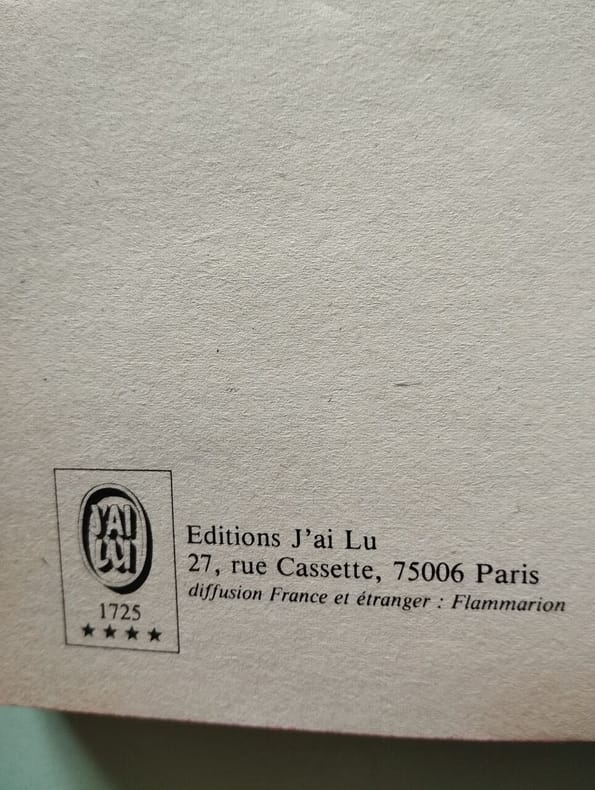 J'AI
LU
1725
★ ★ ★ ★
Editions J'ai Lu
27, rue Cassette, 75006 Paris
diffusion France et étranger : Flammarion